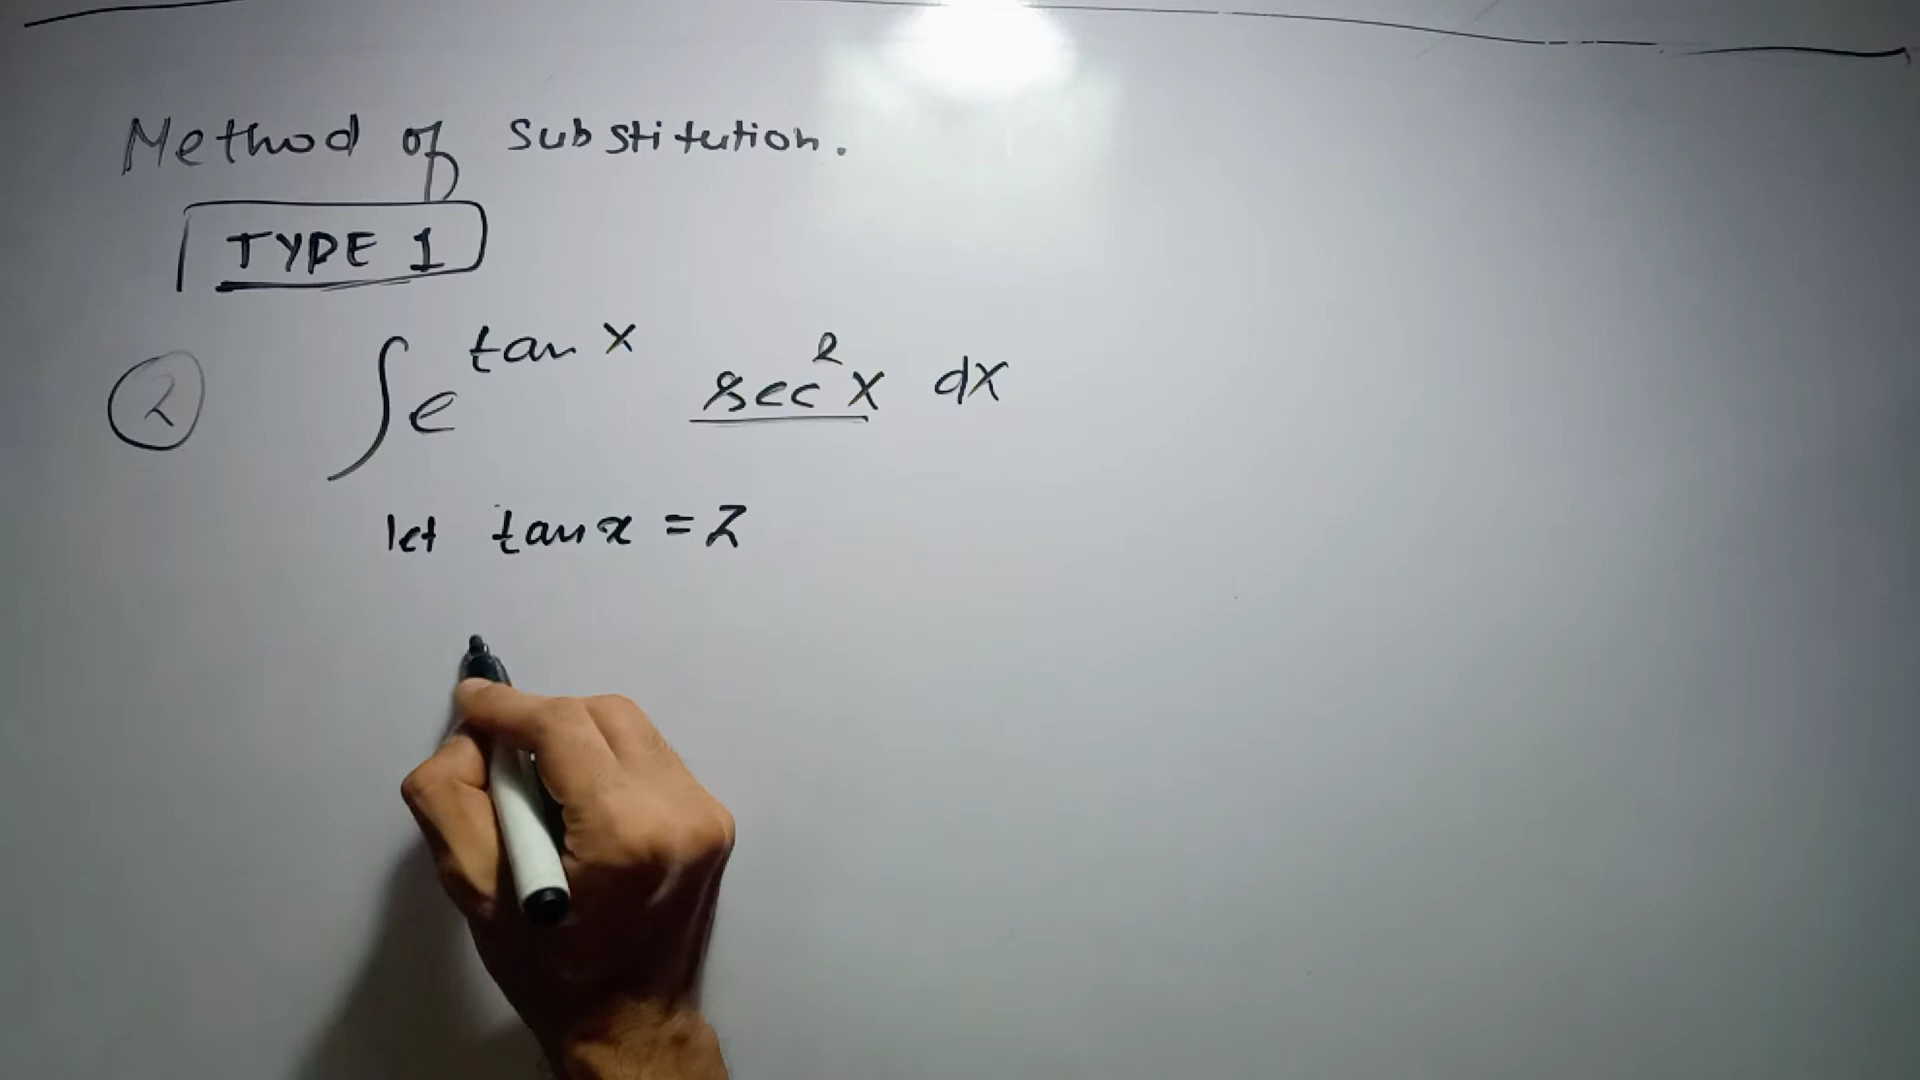 Method of Substitution.
TYPE 1
2 ∫e^tan x sec²x dx
let tan x = z